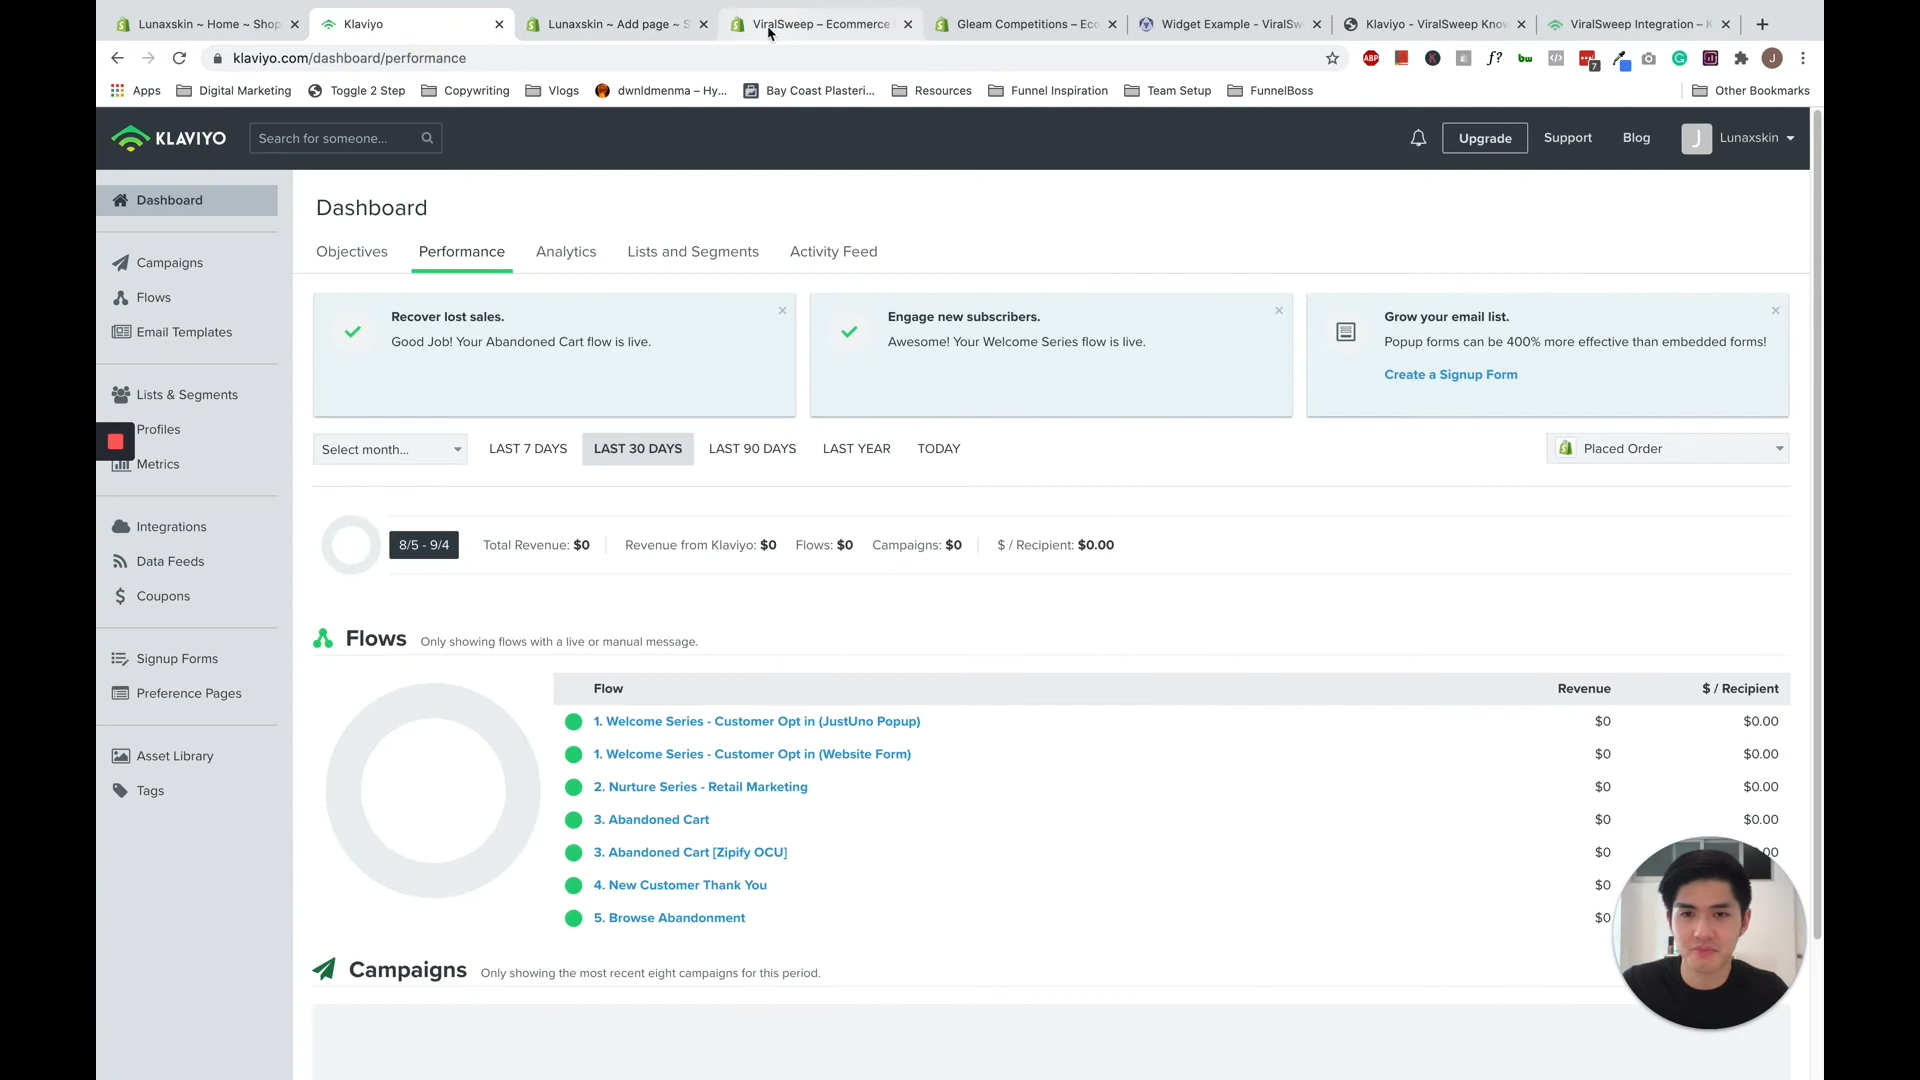 Lunaxskin ~ Home ~ Shop
Klaviyo
Lunaxskin ~ Add page ~ S
ViralSweep – Ecommerce
Gleam Competitions – Eco
Widget Example - ViralSw
Klaviyo - ViralSweep Know
ViralSweep Integration – K
klaviyo.com/dashboard/performance
ABP
f?
bw
7
J
Apps
Digital Marketing
Toggle 2 Step
Copywriting
Vlogs
dwnldmenma – Hy...
Bay Coast Plasteri...
Resources
Funnel Inspiration
Team Setup
FunnelBoss
Other Bookmarks
KLAVIYO
Search for someone...
Upgrade
Support
Blog
J
Lunaxskin
Dashboard
Campaigns
Flows
Email Templates
Lists & Segments
Profiles
Metrics
Integrations
Data Feeds
Coupons
Signup Forms
Preference Pages
Asset Library
Tags
Dashboard
Objectives
Performance
Analytics
Lists and Segments
Activity Feed
Recover lost sales.
Good Job! Your Abandoned Cart flow is live.
Engage new subscribers.
Awesome! Your Welcome Series flow is live.
Grow your email list.
Popup forms can be 400% more effective than embedded forms!
Create a Signup Form
Select month...
LAST 7 DAYS
LAST 30 DAYS
LAST 90 DAYS
LAST YEAR
TODAY
Placed Order
8/5 - 9/4
Total Revenue: $0
Revenue from Klaviyo: $0
Flows: $0
Campaigns: $0
$ / Recipient: $0.00
Flows
Only showing flows with a live or manual message.
Flow Revenue $ / Recipient
1. Welcome Series - Customer Opt in (JustUno Popup) $0 $0.00
1. Welcome Series - Customer Opt in (Website Form) $0 $0.00
2. Nurture Series - Retail Marketing $0 $0.00
3. Abandoned Cart $0 $0.00
3. Abandoned Cart [Zipify OCU] $0 00
4. New Customer Thank You $0
5. Browse Abandonment $0
Campaigns
Only showing the most recent eight campaigns for this period.